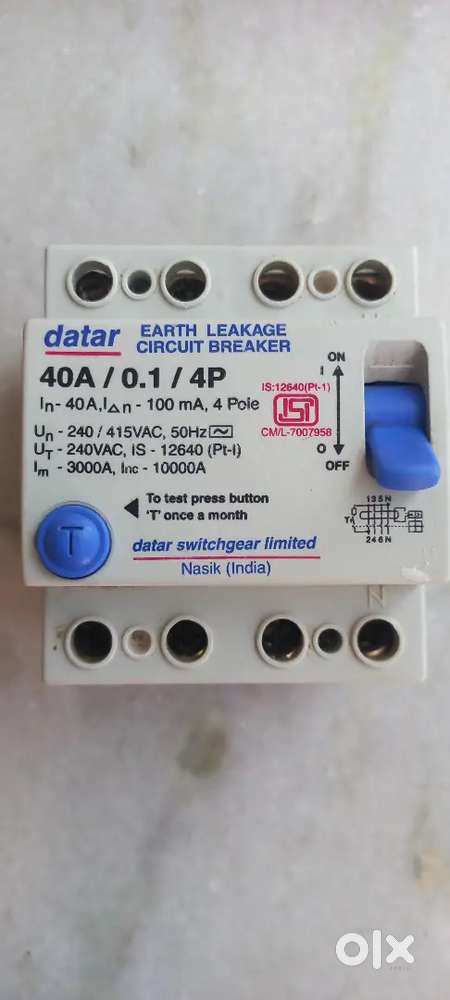 datar EARTH LEAKAGE
CIRCUIT BREAKER
40A / 0.1 / 4P
In- 40A,I△n - 100 mA, 4 Pole
Un - 240 / 415VAC, 50Hz
UT - 240VAC, IS - 12640 (Pt-I)
Im - 3000A, Inc - 10000A
IS:12640(Pt-1)
ISI
CM/L-7007958
ON
I
O
OFF
To test press button
'T' once a month
T
datar switchgear limited
Nasik (India)
1 3 5 N
T
2 4 6 N
N
olx